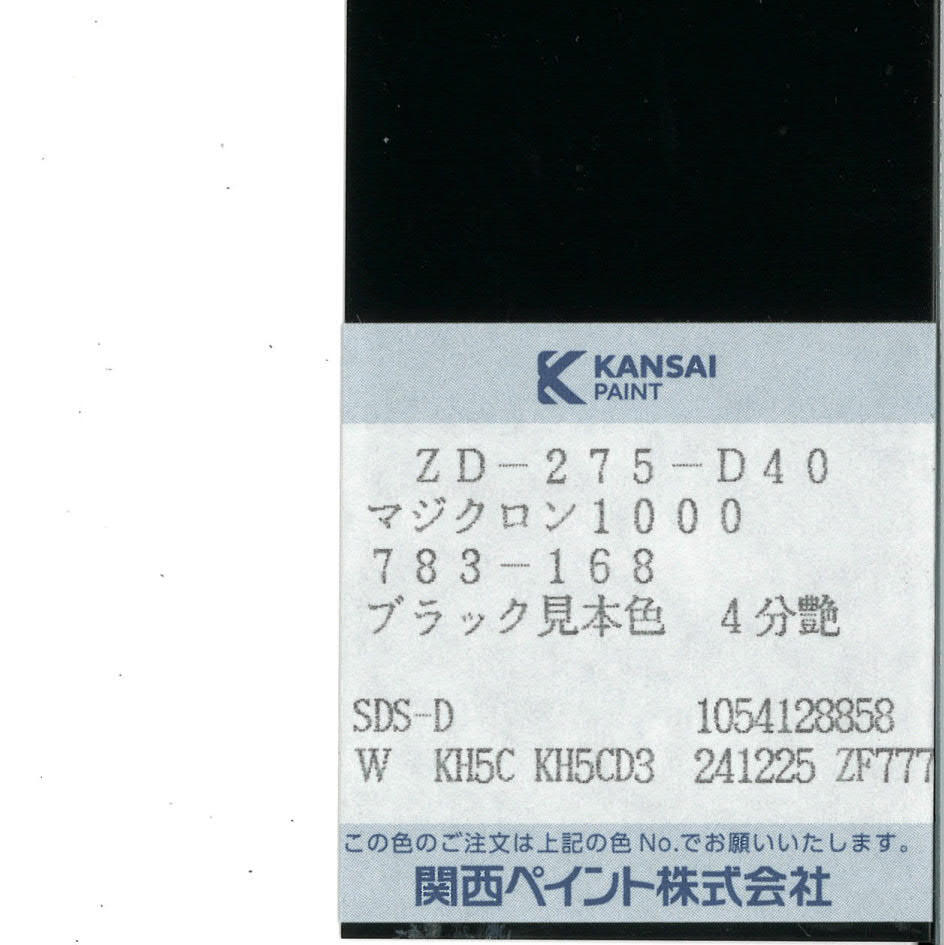 KANSAI
PAINT
ZD-275-D40
マジクロン1000
783-168
ブラック見本色 4分艶
SDS-D 1054128858
W KH5C KH5CD3 241225 ZF777
この色のご注文は上記の色No.でお願いいたします。
関西ペイント株式会社